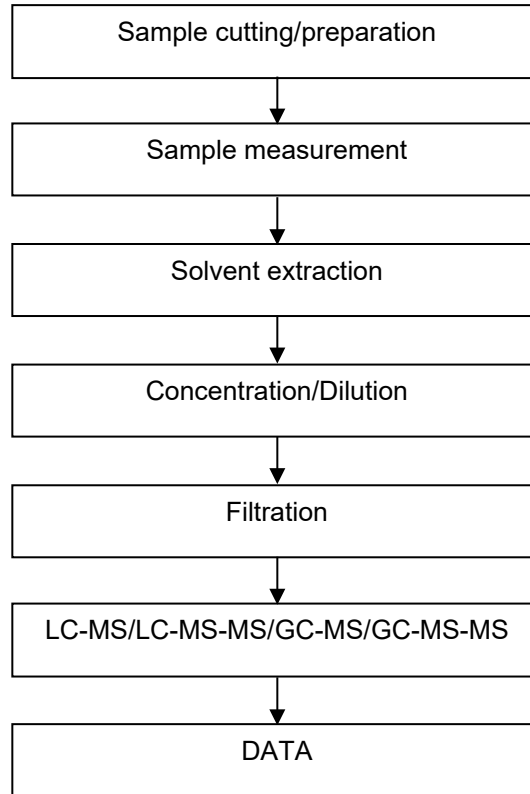 Sample cutting/preparation
Sample measurement
Solvent extraction
Concentration/Dilution
Filtration
LC-MS/LC-MS-MS/GC-MS/GC-MS-MS
DATA